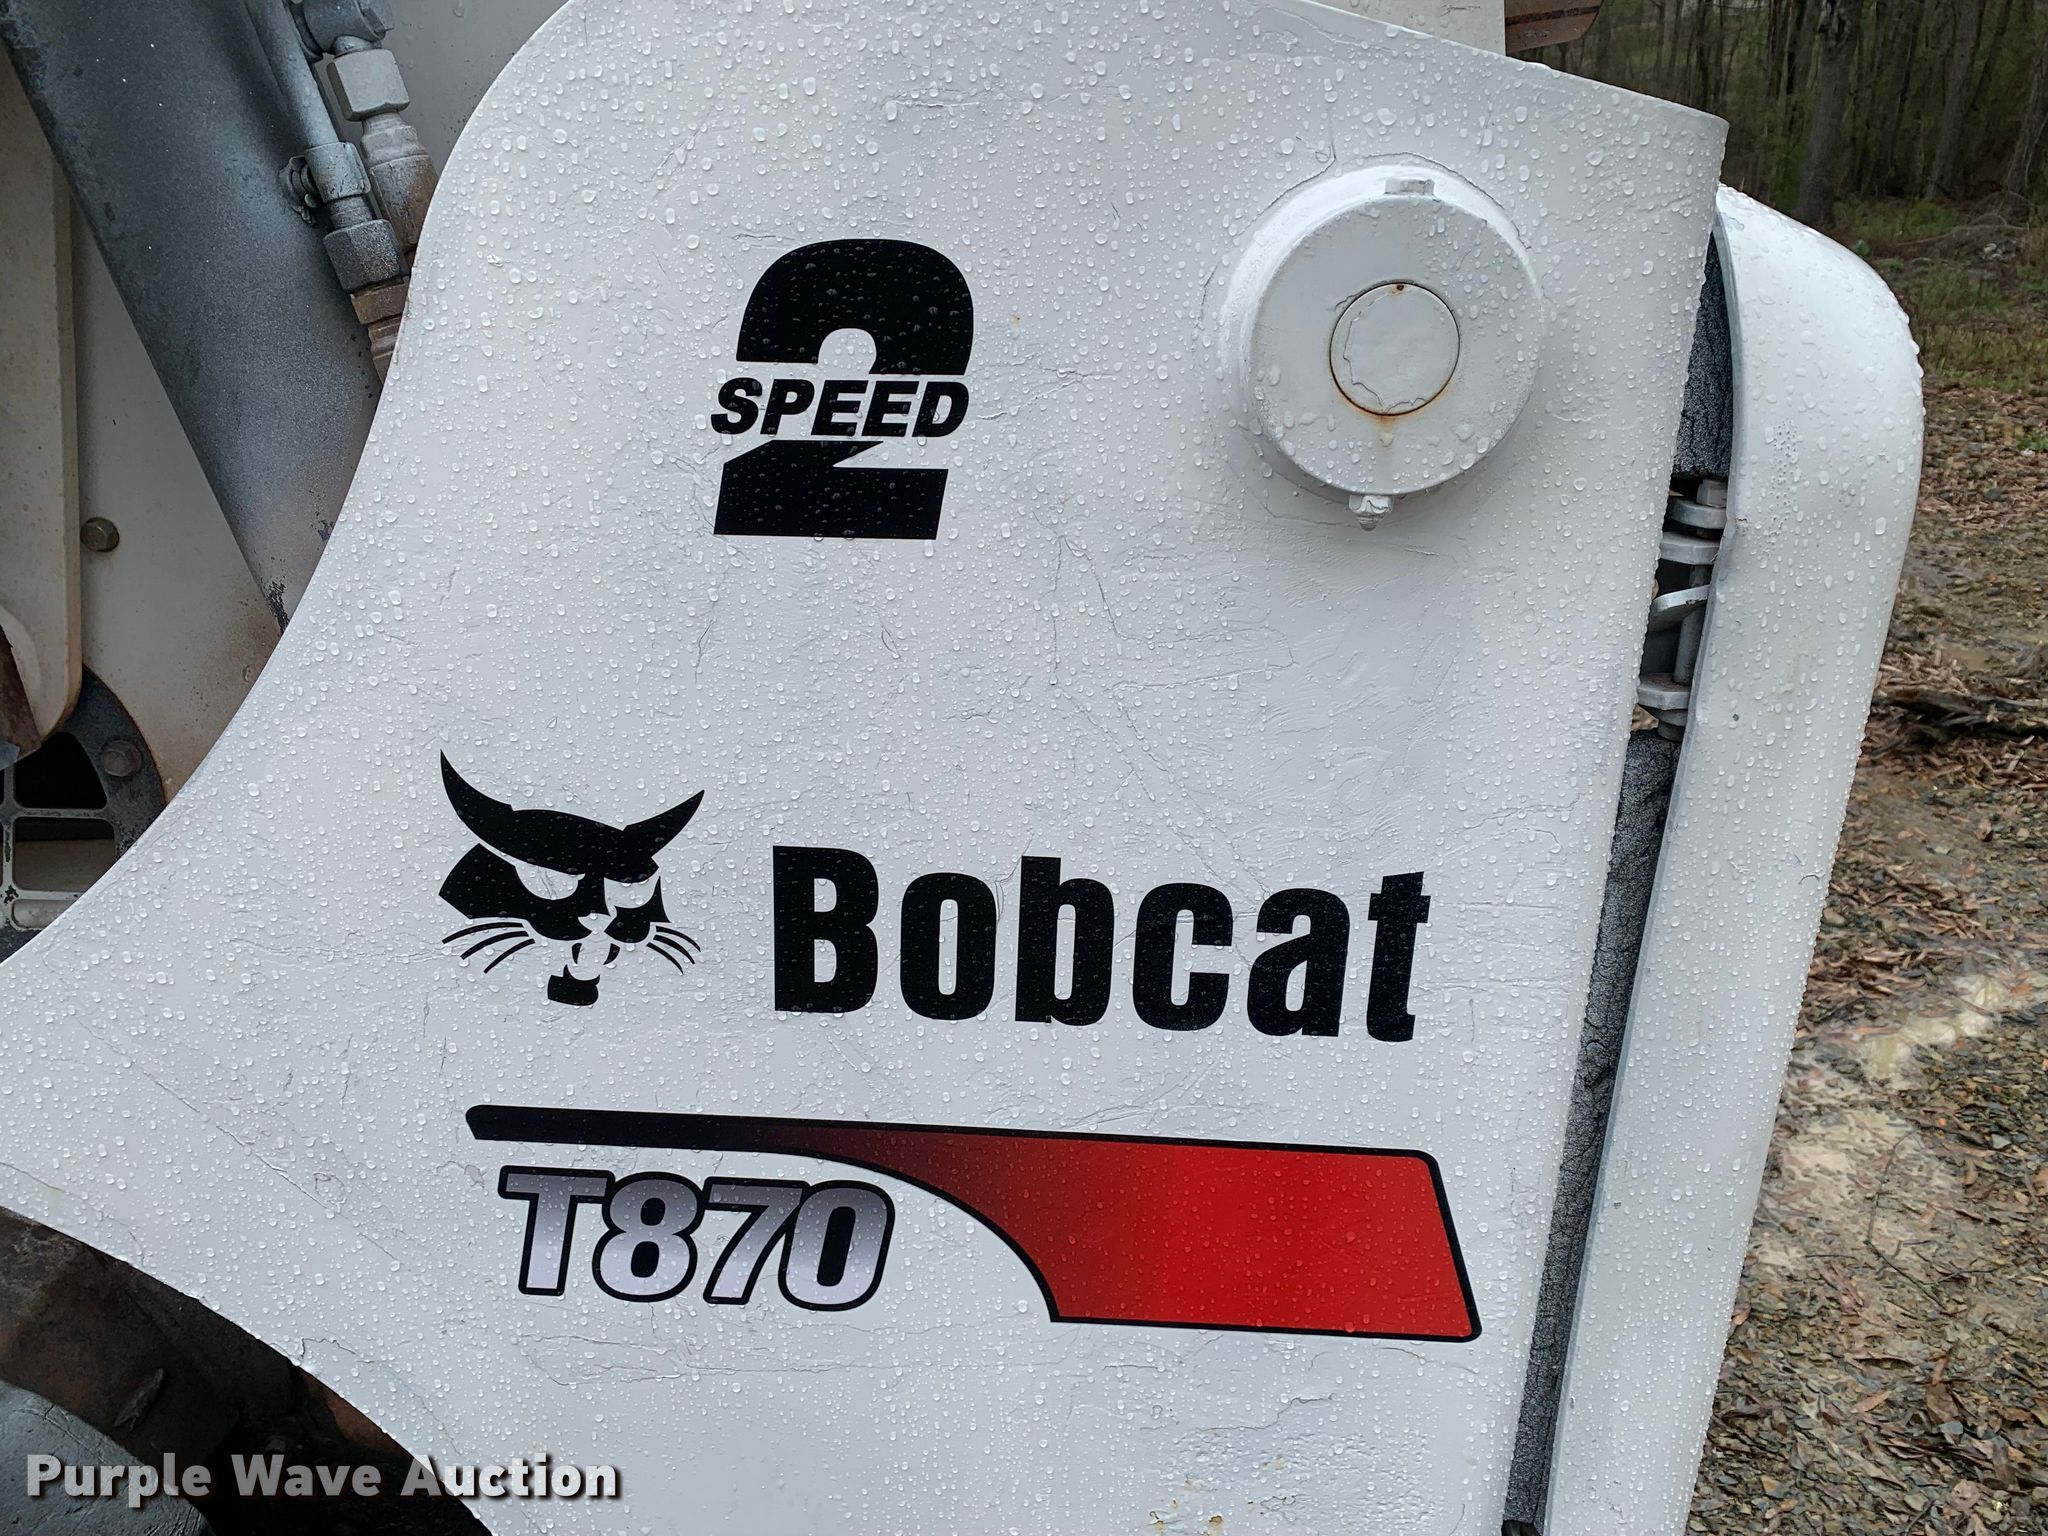 2
SPEED
Bobcat
T870
Purple Wave Auction